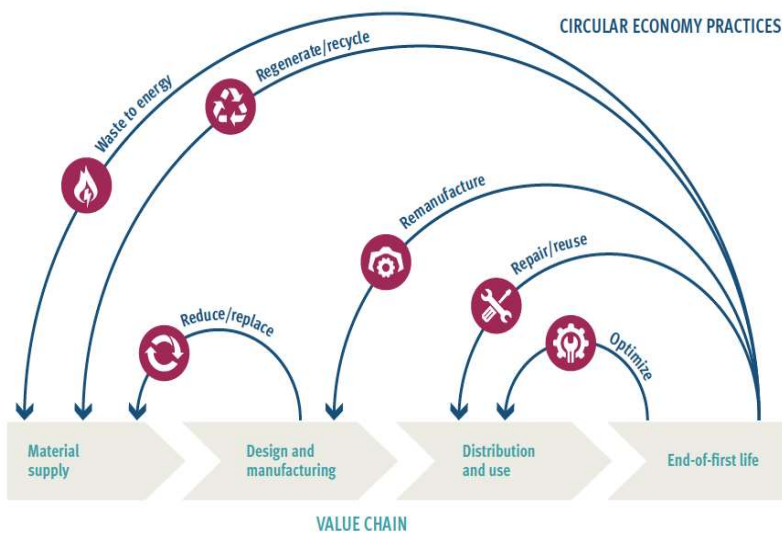 CIRCULAR ECONOMY PRACTICES
Waste to energy
Regenerate/recycle
Remanufacture
Repair/reuse
Reduce/replace
Optimize
Material
supply
Design and
manufacturing
Distribution
and use
End-of-first life
VALUE CHAIN